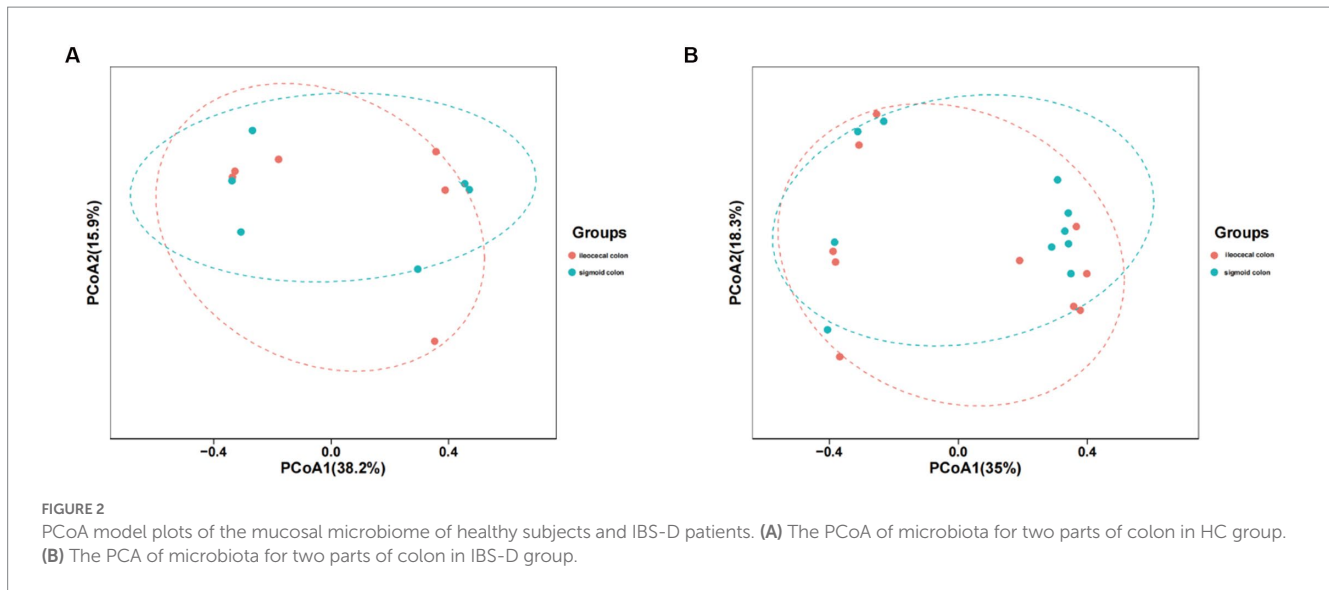 A
PCoA2(15.9%)
−0.4
0.0
0.4
PCoA1(38.2%)
Groups
ileocecal colon
sigmoid colon
B
PCoA2(18.3%)
−0.4
0.0
0.4
PCoA1(35%)
Groups
ileocecal colon
sigmoid colon
FIGURE 2
PCoA model plots of the mucosal microbiome of healthy subjects and IBS-D patients. (A) The PCoA of microbiota for two parts of colon in HC group.
(B) The PCA of microbiota for two parts of colon in IBS-D group.